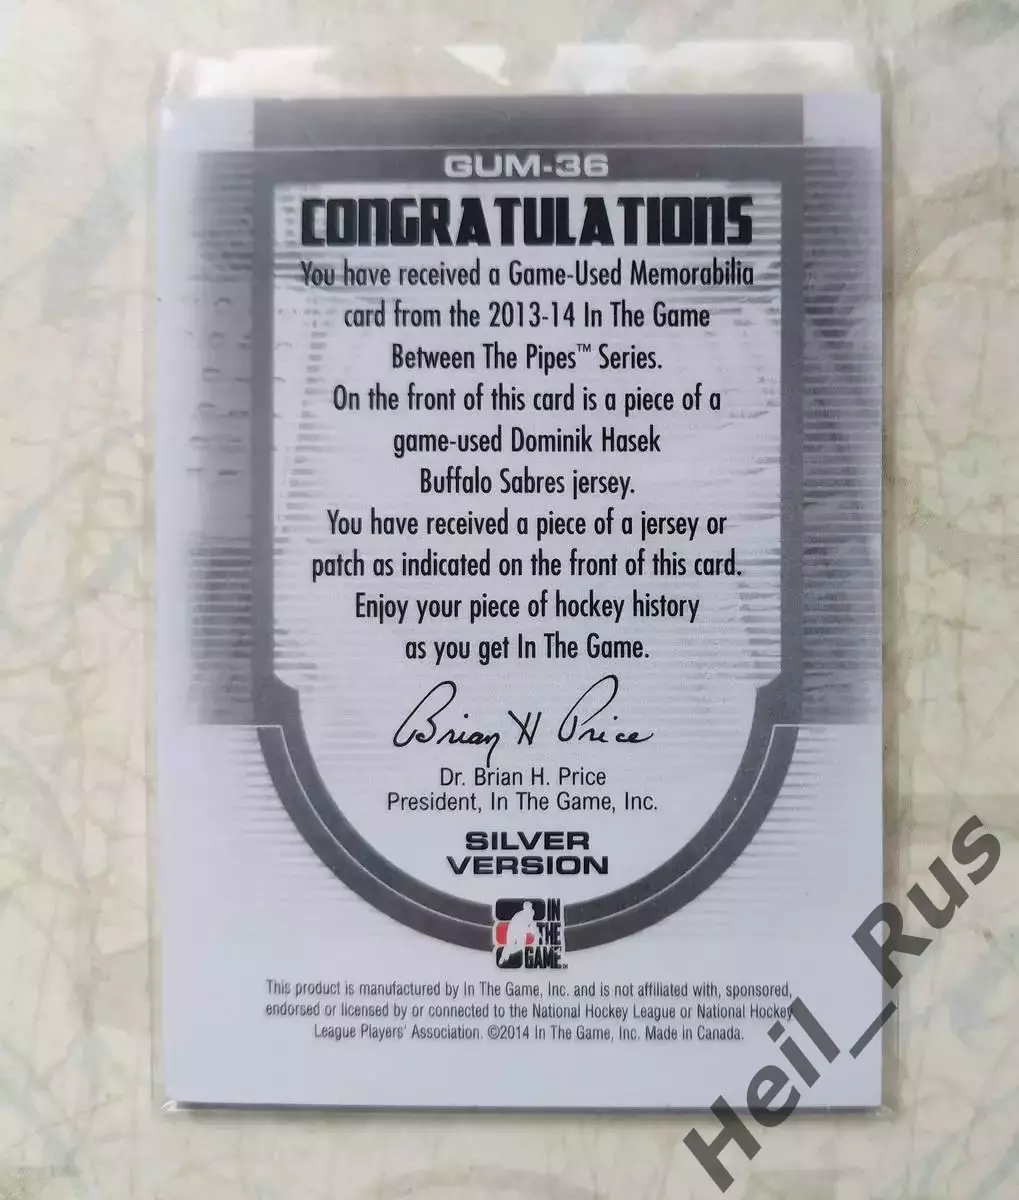 GUM-36
CONGRATULATIONS
You have received a Game-Used Memorabilia
card from the 2013-14 In The Game
Between The Pipes™ Series.
On the front of this card is a piece of a
game-used Dominik Hasek
Buffalo Sabres jersey.
You have received a piece of a jersey or
patch as indicated on the front of this card.
Enjoy your piece of hockey history
as you get In The Game.
Brian H Price
Dr. Brian H. Price
President, In The Game, Inc.
SILVER
VERSION
IN
THE
GAME
This product is manufactured by In The Game, Inc. and is not affiliated with, sponsored,
endorsed or licensed by or connected to the National Hockey League or National Hockey
League Players' Association. ©2014 In The Game, Inc. Made in Canada.
Heil_Rus